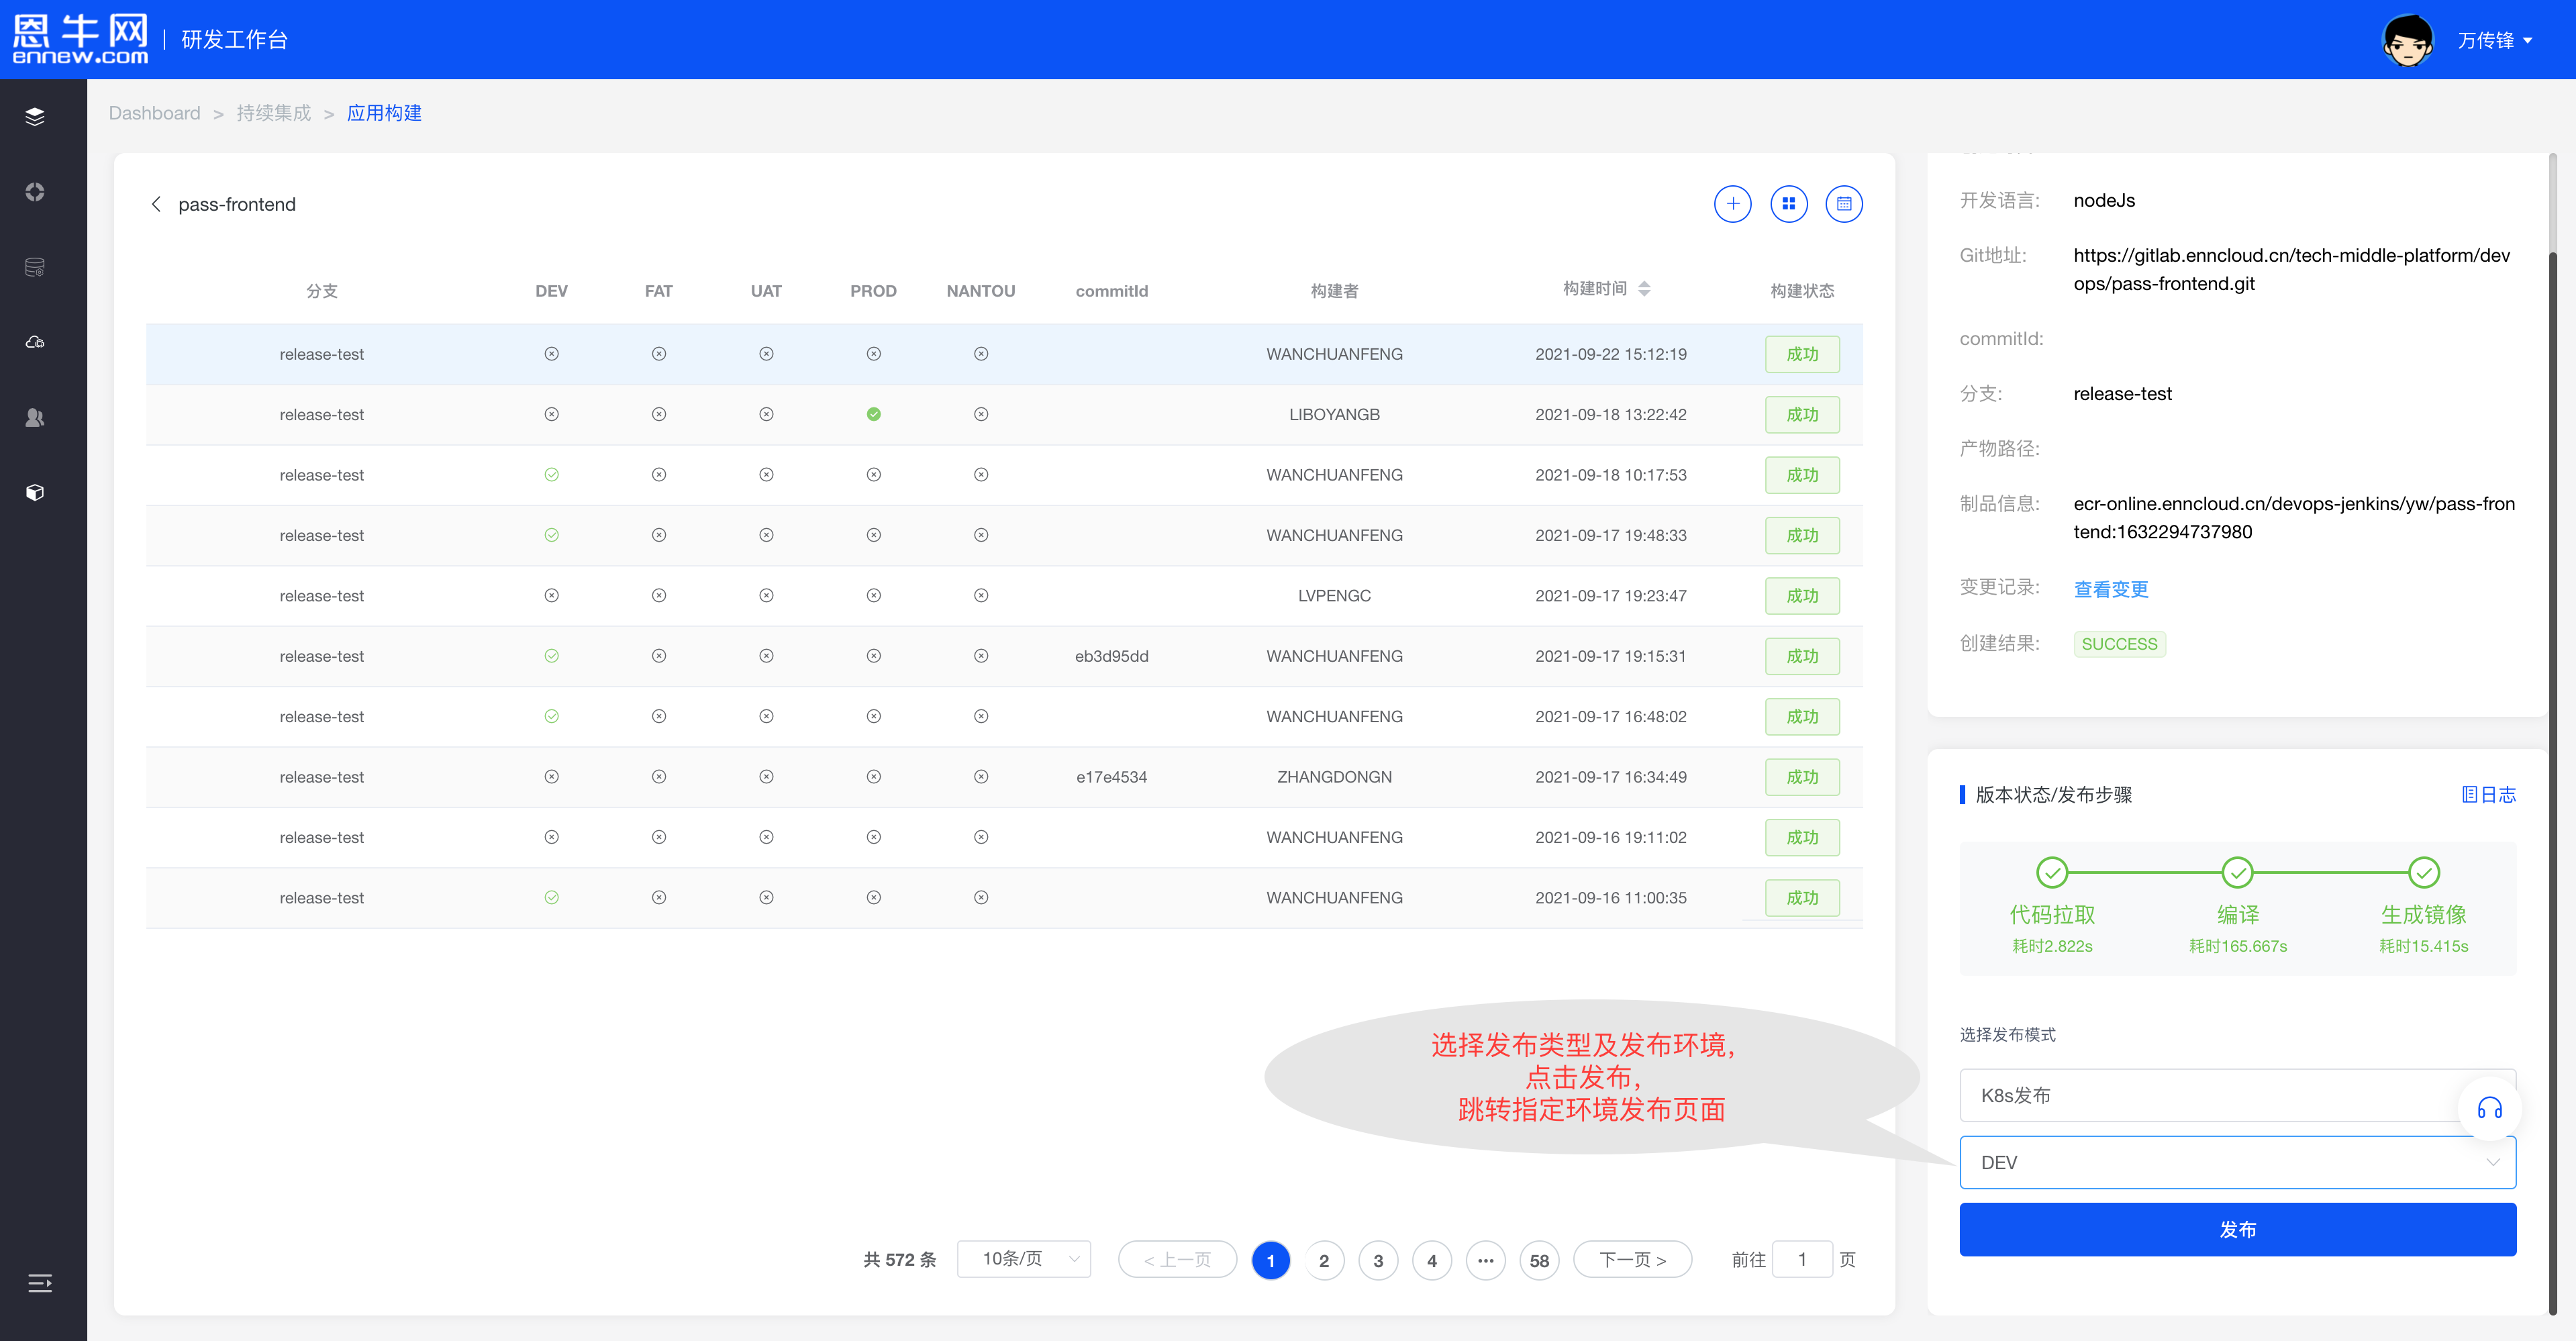 恩牛网
ennew.com
研发工作台
万传锋
Dashboard > 持续集成 > 应用构建
pass-frontend
分支 DEV FAT UAT PROD NANTOU commitId 构建者 构建时间 构建状态
release-test WANCHUANFENG 2021-09-22 15:12:19 成功
release-test LIBOYANGB 2021-09-18 13:22:42 成功
release-test WANCHUANFENG 2021-09-18 10:17:53 成功
release-test WANCHUANFENG 2021-09-17 19:48:33 成功
release-test LVPENGC 2021-09-17 19:23:47 成功
release-test eb3d95dd WANCHUANFENG 2021-09-17 19:15:31 成功
release-test WANCHUANFENG 2021-09-17 16:48:02 成功
release-test e17e4534 ZHANGDONGN 2021-09-17 16:34:49 成功
release-test WANCHUANFENG 2021-09-16 19:11:02 成功
release-test WANCHUANFENG 2021-09-16 11:00:35 成功
共 572 条 10条/页 < 上一页 1 2 3 4 ••• 58 下一页 > 前往 1 页
开发语言: nodeJs
Git地址: https://gitlab.enncloud.cn/tech-middle-platform/dev
ops/pass-frontend.git
commitId:
分支: release-test
产物路径:
制品信息: ecr-online.enncloud.cn/devops-jenkins/yw/pass-fron
tend:1632294737980
变更记录: 查看变更
创建结果: SUCCESS
版本状态/发布步骤 日志
代码拉取 编译 生成镜像
耗时2.822s 耗时165.667s 耗时15.415s
选择发布模式
K8s发布
DEV
发布
选择发布类型及发布环境,
点击发布,
跳转指定环境发布页面